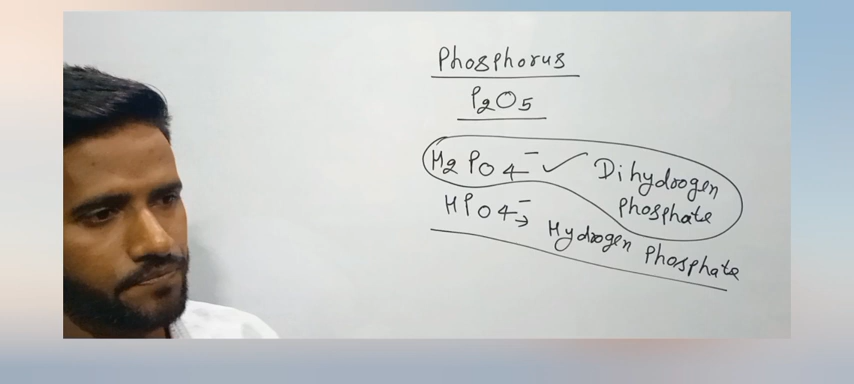 Phosphorus
P2O5
H2PO4⁻ ✓ Dihydrogen Phosphate
HPO4⁻→ Hydrogen Phosphate